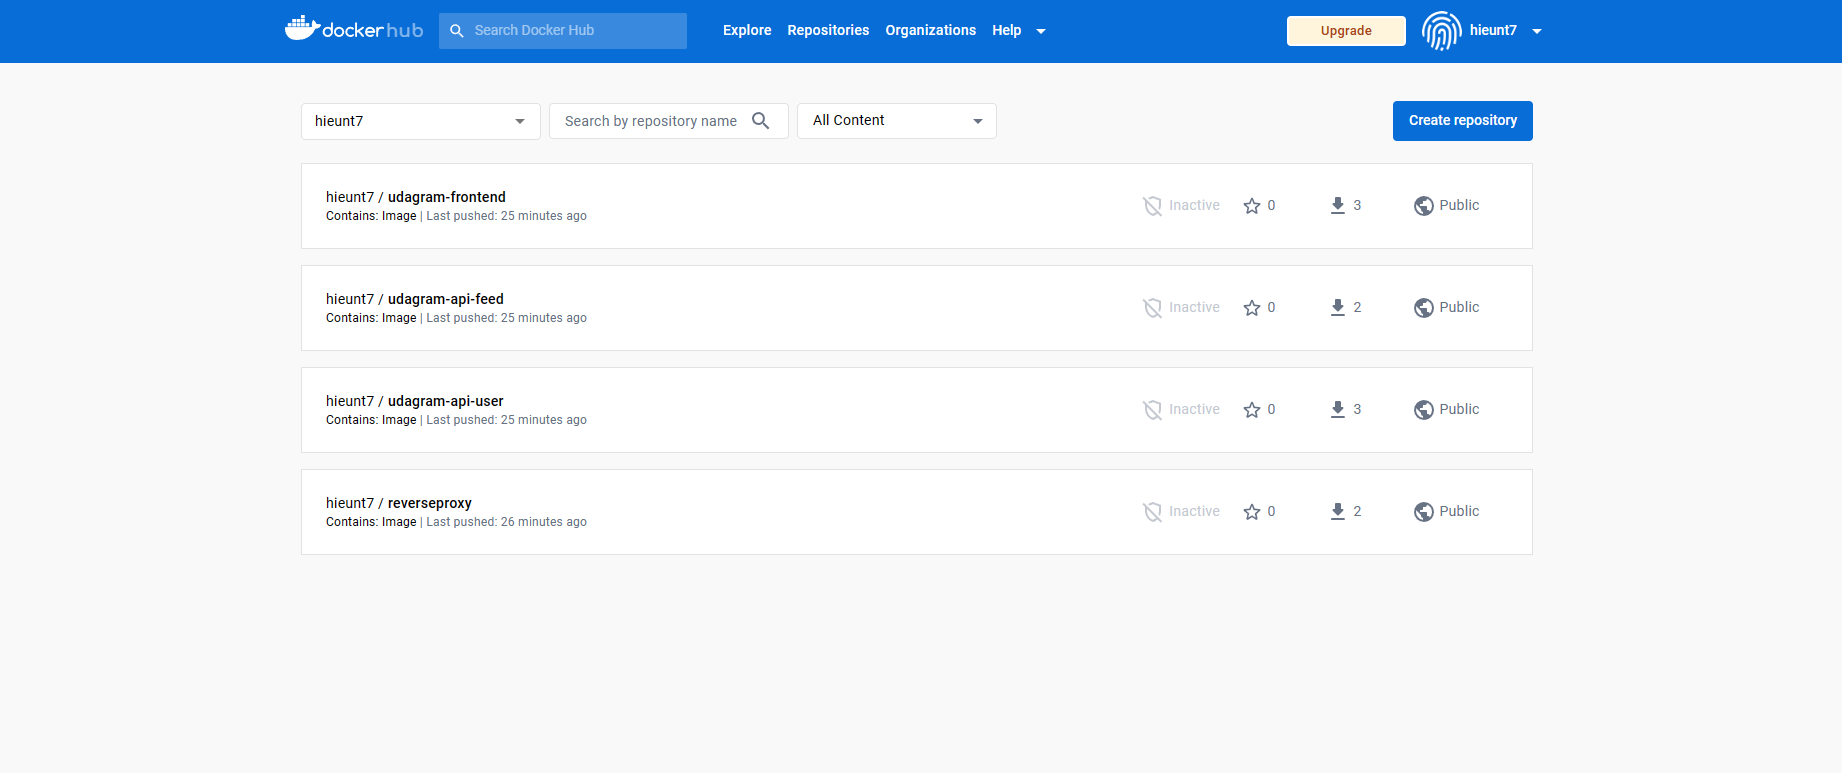 dockerhub Search Docker Hub Explore Repositories Organizations Help Upgrade hieunt7
hieunt7 Search by repository name All Content Create repository
hieunt7 / udagram-frontend
Contains: Image | Last pushed: 25 minutes ago
Inactive 0 3 Public
hieunt7 / udagram-api-feed
Contains: Image | Last pushed: 25 minutes ago
Inactive 0 2 Public
hieunt7 / udagram-api-user
Contains: Image | Last pushed: 25 minutes ago
Inactive 0 3 Public
hieunt7 / reverseproxy
Contains: Image | Last pushed: 26 minutes ago
Inactive 0 2 Public